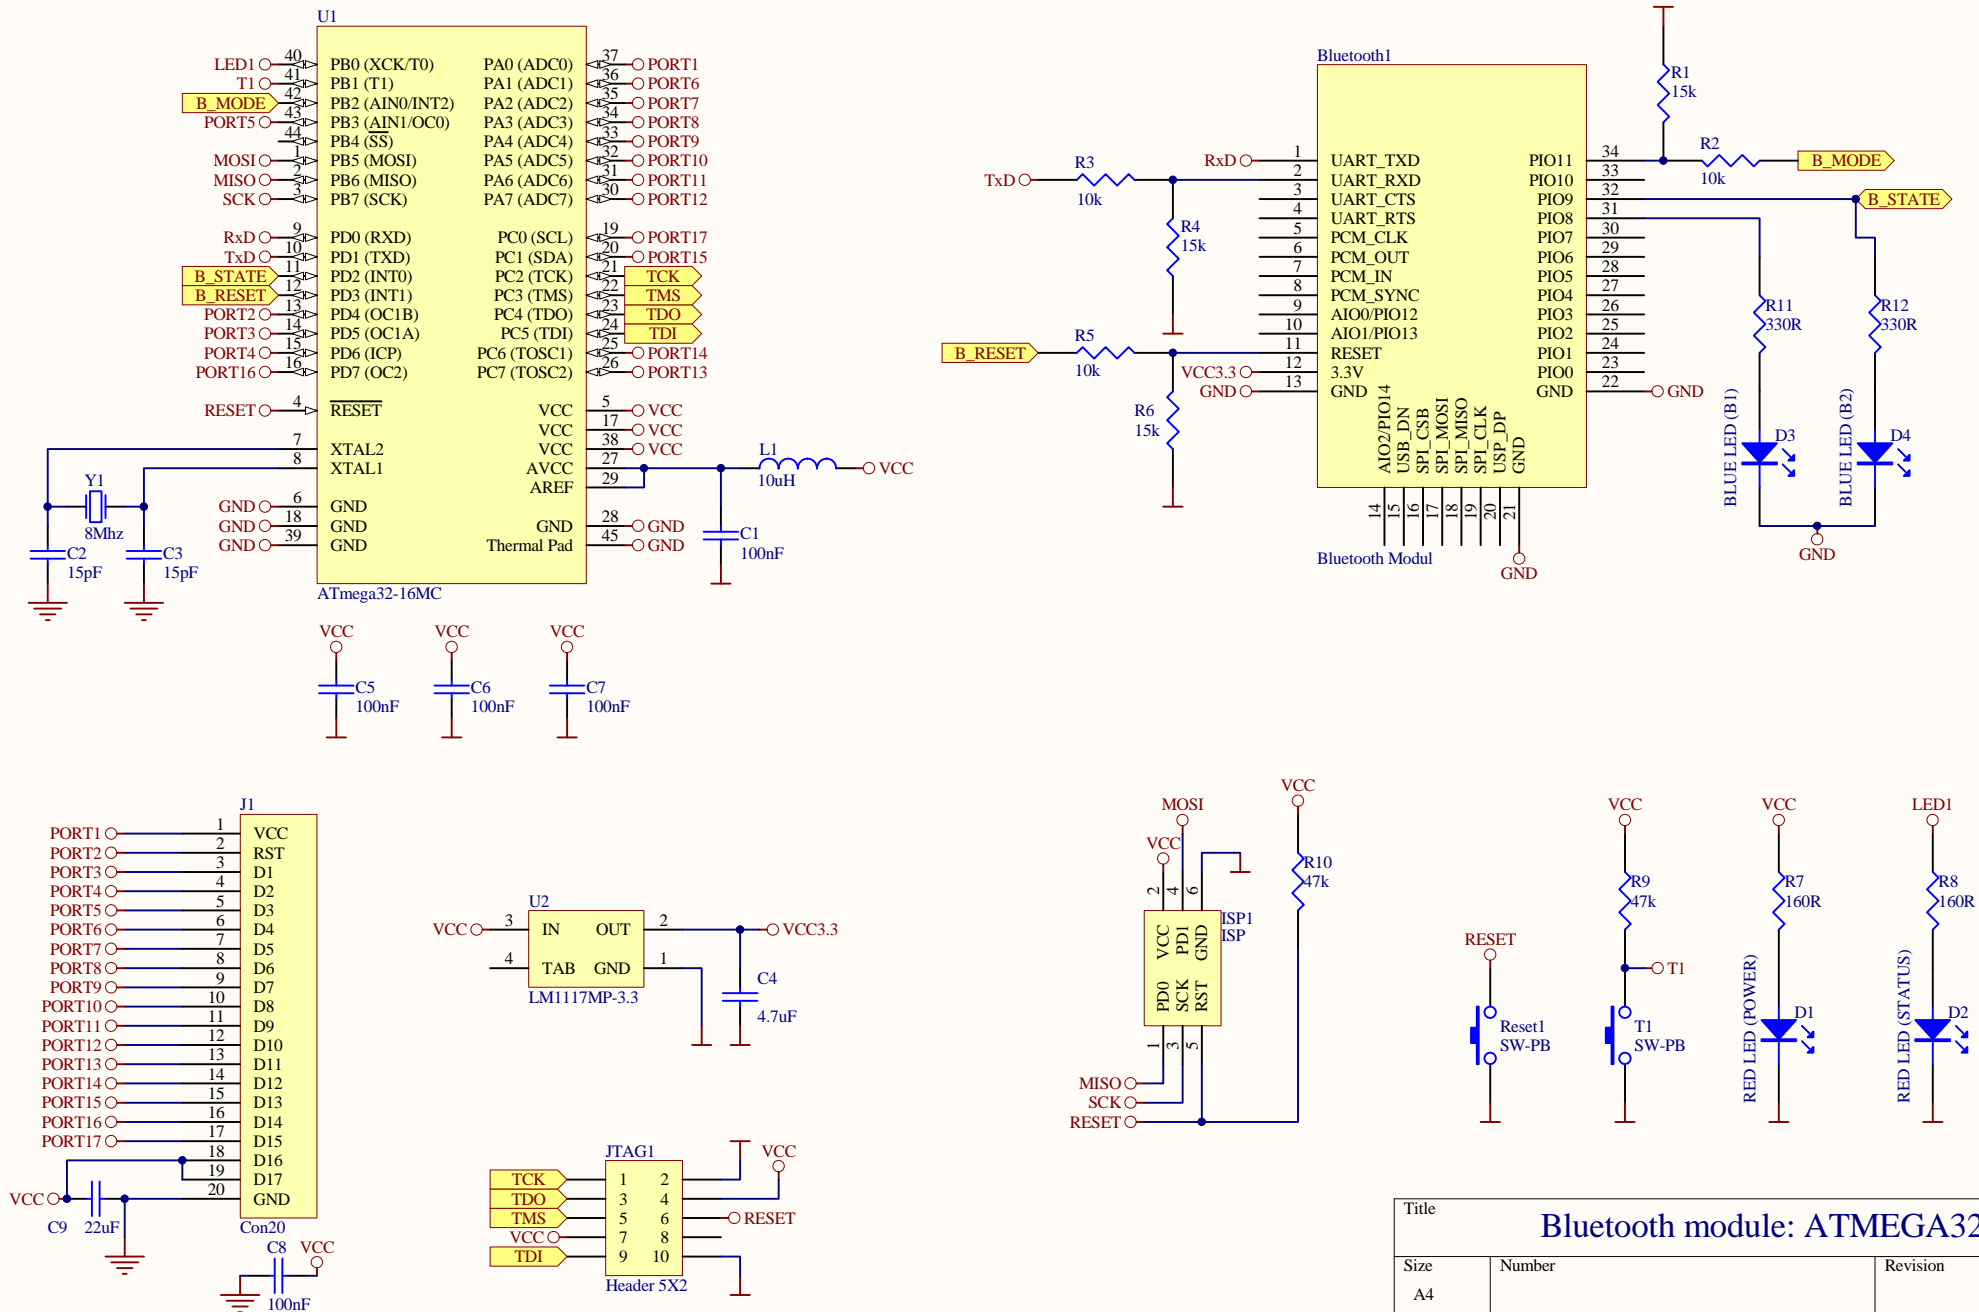 U1
LED1 40 PB0 (XCK/T0) PA0 (ADC0) 37 PORT1
T1 41 PB1 (T1) PA1 (ADC1) 36 PORT6
B_MODE 42 PB2 (AIN0/INT2) PA2 (ADC2) 35 PORT7
PORT5 43 PB3 (AIN1/OC0) PA3 (ADC3) 34 PORT8
44 PB4 (SS) PA4 (ADC4) 33 PORT9
MOSI 1 PB5 (MOSI) PA5 (ADC5) 32 PORT10
MISO 2 PB6 (MISO) PA6 (ADC6) 31 PORT11
SCK 3 PB7 (SCK) PA7 (ADC7) 30 PORT12
RxD 9 PD0 (RXD) PC0 (SCL) 19 PORT17
TxD 10 PD1 (TXD) PC1 (SDA) 20 PORT15
B_STATE 11 PD2 (INT0) PC2 (TCK) 21 TCK
B_RESET 12 PD3 (INT1) PC3 (TMS) 22 TMS
PORT2 13 PD4 (OC1B) PC4 (TDO) 23 TDO
PORT3 14 PD5 (OC1A) PC5 (TDI) 24 TDI
PORT4 15 PD6 (ICP) PC6 (TOSC1) 25 PORT14
PORT16 16 PD7 (OC2) PC7 (TOSC2) 26 PORT13
RESET 4 RESET VCC 5 VCC
VCC 17 VCC
7 XTAL2 VCC 38 VCC
8 XTAL1 AVCC 27
AREF 29
GND 6 GND
GND 18 GND GND 28 GND
GND 39 GND Thermal Pad 45 GND
ATmega32-16MC
L1
10uH
VCC
C1
100nF
Y1
8Mhz
C2
15pF
C3
15pF
VCC
C5
100nF
VCC
C6
100nF
VCC
C7
100nF
Bluetooth1
RxD 1 UART_TXD PIO11 34
2 UART_RXD PIO10 33
3 UART_CTS PIO9 32
4 UART_RTS PIO8 31
5 PCM_CLK PIO7 30
6 PCM_OUT PIO6 29
7 PCM_IN PIO5 28
8 PCM_SYNC PIO4 27
9 AIO0/PIO12 PIO3 26
10 AIO1/PIO13 PIO2 25
11 RESET PIO1 24
VCC3.3 12 3.3V PIO0 23
GND 13 GND GND 22 GND
AIO2/PIO14 14
USB_DN 15
SPI_CSB 16
SPI_MOSI 17
SPI_MISO 18
SPI_CLK 19
USP_DP 20
GND 21
GND
Bluetooth Modul
TxD
R3
10k
R4
15k
B_RESET
R5
10k
R6
15k
R1
15k
R2
10k
B_MODE
B_STATE
R11
330R
R12
330R
BLUE LED (B1)
D3
BLUE LED (B2)
D4
GND
J1
PORT1 1 VCC
PORT2 2 RST
PORT3 3 D1
PORT4 4 D2
PORT5 5 D3
PORT6 6 D4
PORT7 7 D5
PORT8 8 D6
PORT9 9 D7
PORT10 10 D8
PORT11 11 D9
PORT12 12 D10
PORT13 13 D11
PORT14 14 D12
PORT15 15 D13
PORT16 16 D14
PORT17 17 D15
18 D16
19 D17
VCC 20 GND
C9 22uF
Con20
C8
VCC
100nF
U2
VCC 3 IN OUT 2 VCC3.3
4 TAB GND 1
LM1117MP-3.3
C4
4.7uF
JTAG1
VCC
TCK 1 2
TDO 3 4
TMS 5 6 RESET
VCC 7 8
TDI 9 10
Header 5X2
MOSI
VCC
2 4 6
VCC PD1 GND
ISP1
ISP
PD0 SCK RST
1 3 5
MISO
SCK
RESET
VCC
R10
47k
RESET
Reset1
SW-PB
VCC
R9
47k
T1
T1
SW-PB
VCC
R7
160R
RED LED (POWER)
D1
LED1
R8
160R
RED LED (STATUS)
D2
Title
Bluetooth module: ATMEGA32
Size
Number
Revision
A4